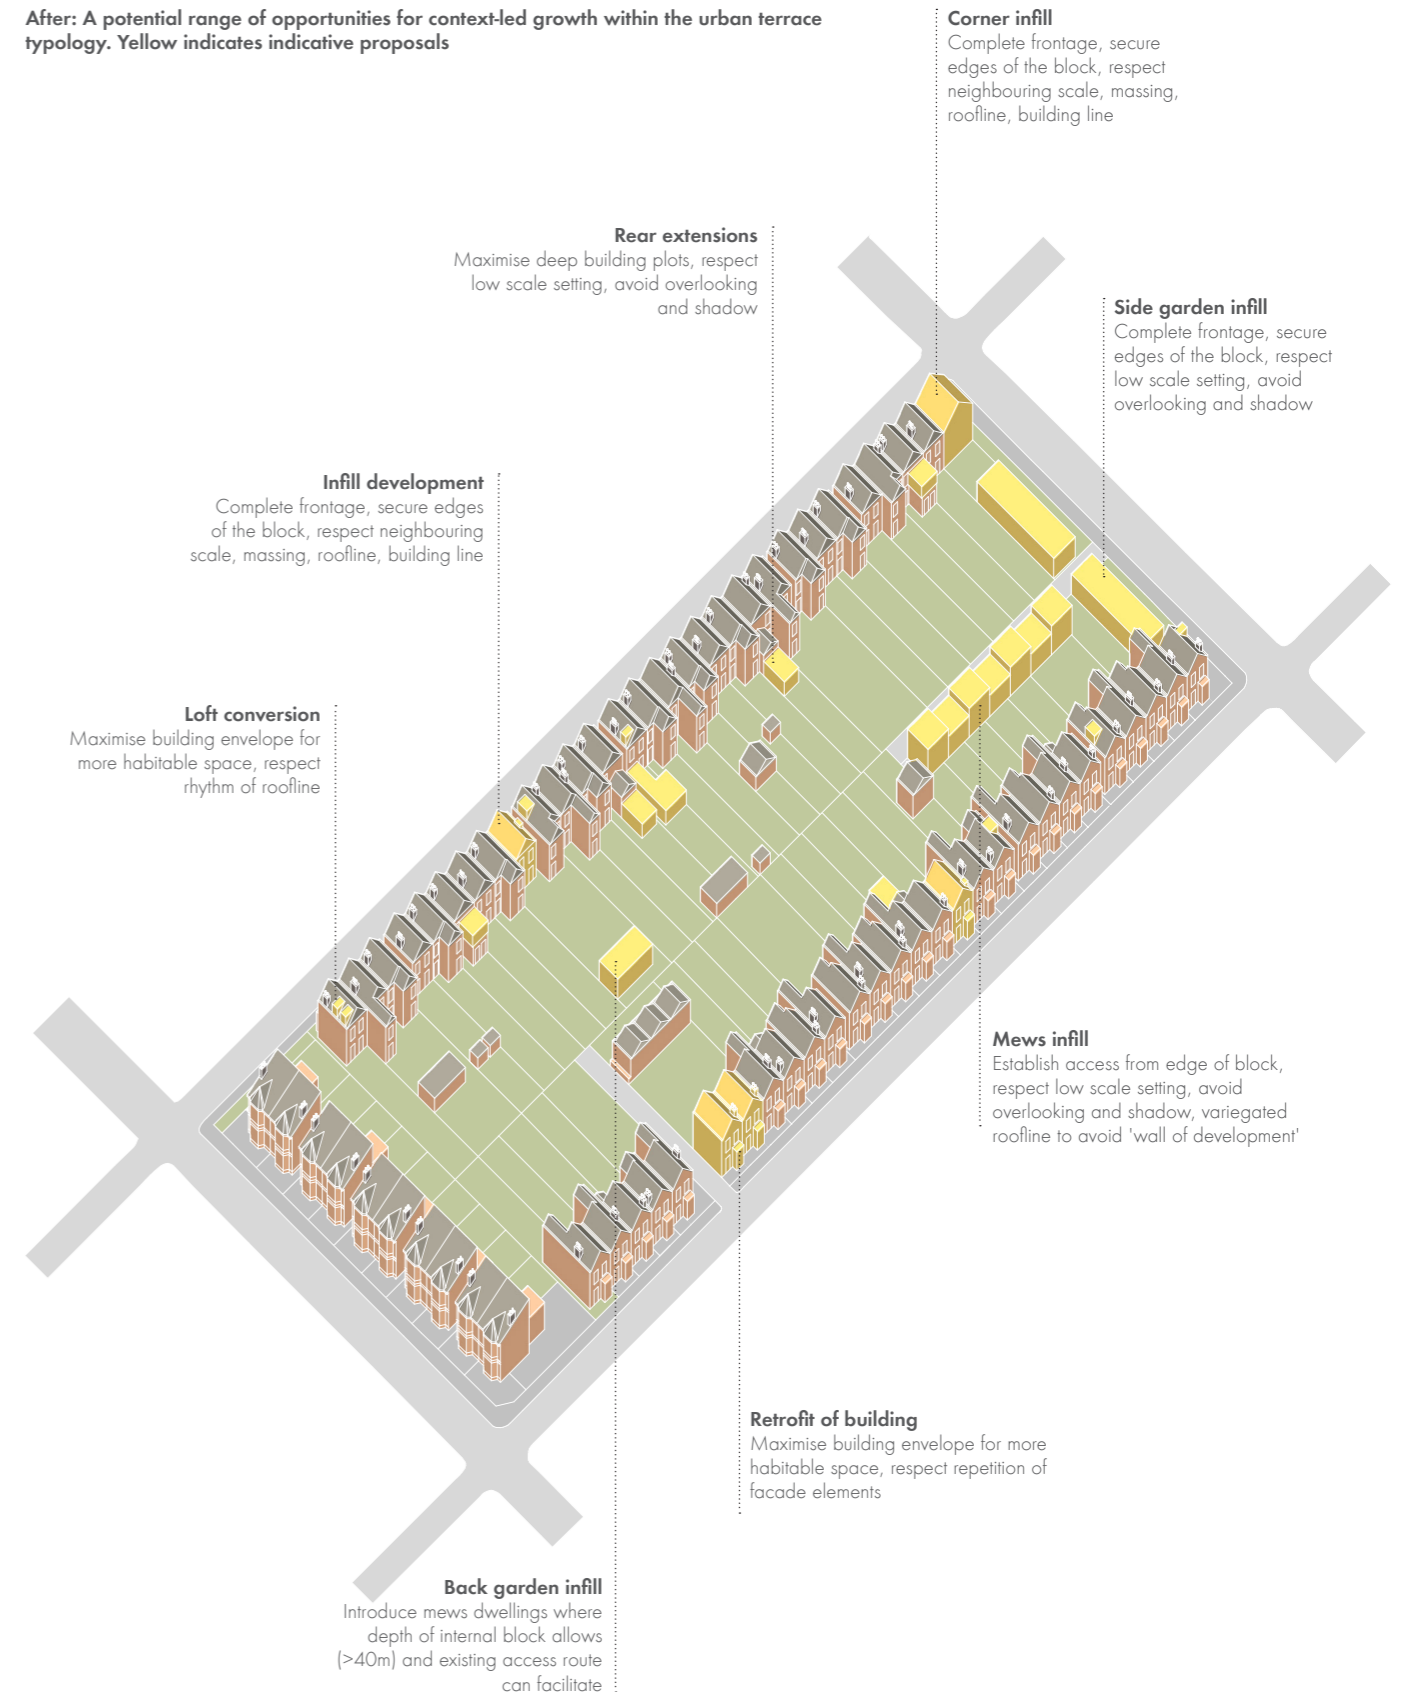 After: A potential range of opportunities for context-led growth within the urban terrace
typology. Yellow indicates indicative proposals
Corner infill
Complete frontage, secure
edges of the block, respect
neighbouring scale, massing,
roofline, building line
Rear extensions
Maximise deep building plots, respect
low scale setting, avoid overlooking
and shadow
Side garden infill
Complete frontage, secure
edges of the block, respect
low scale setting, avoid
overlooking and shadow
Infill development
Complete frontage, secure edges
of the block, respect neighbouring
scale, massing, roofline, building line
Loft conversion
Maximise building envelope for
more habitable space, respect
rhythm of roofline
Mews infill
Establish access from edge of block,
respect low scale setting, avoid
overlooking and shadow, variegated
roofline to avoid 'wall of development'
Retrofit of building
Maximise building envelope for more
habitable space, respect repetition of
facade elements
Back garden infill
Introduce mews dwellings where
depth of internal block allows
(>40m) and existing access route
can facilitate